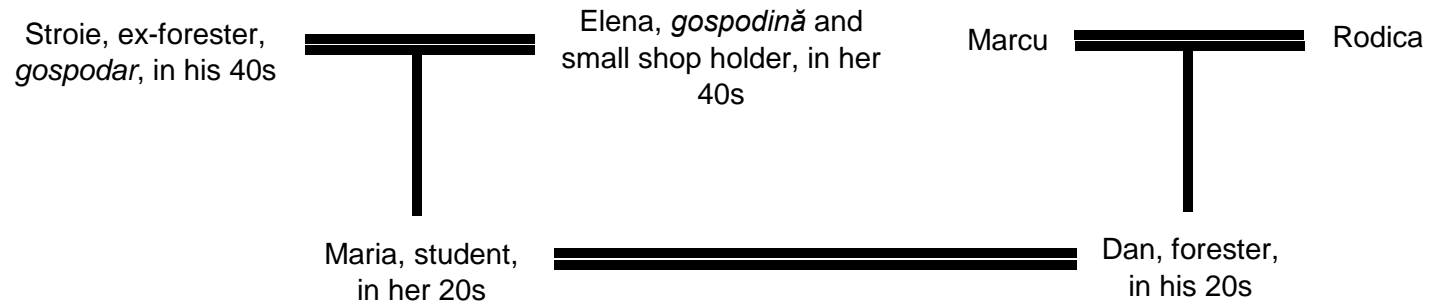 Stroie, ex-forester,
gospodar, in his 40s
Elena, gospodină and
small shop holder, in her
40s
Marcu
Rodica
Maria, student,
in her 20s
Dan, forester,
in his 20s